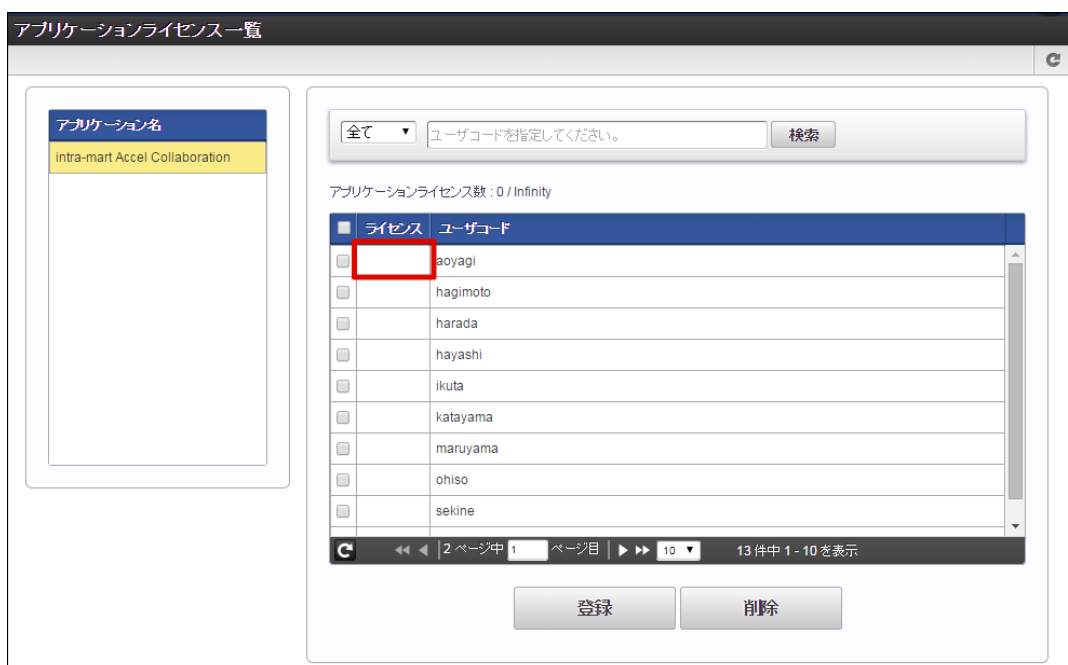 アプリケーションライセンス一覧
アプリケーション名
intra-mart Accel Collaboration
全て ユーザコードを指定してください。 検索
アプリケーションライセンス数 : 0 / Infinity
ライセンス ユーザコード
aoyagi
hagimoto
harada
hayashi
ikuta
katayama
maruyama
ohiso
sekine
2 ページ中 1 ページ目 10 13 件中 1 - 10 を表示
登録 削除